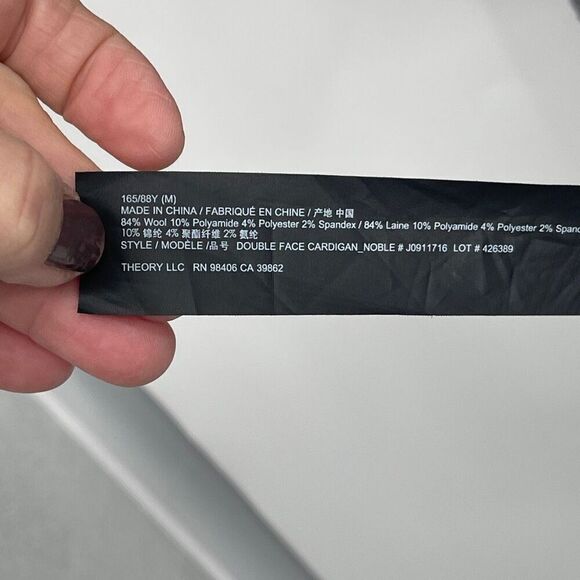 165/88Y (M)
MADE IN CHINA / FABRIQUÉ EN CHINE / 产地 中国
84% Wool 10% Polyamide 4% Polyester 2% Spandex / 84% Laine 10% Polyamide 4% Polyester 2%
10% 锦纶 4% 聚酯纤维 2% 氨纶
STYLE / MODÈLE /品号 DOUBLE FACE CARDIGAN_NOBLE # J0911716 LOT # 426389
THEORY LLC RN 98406 CA 39862